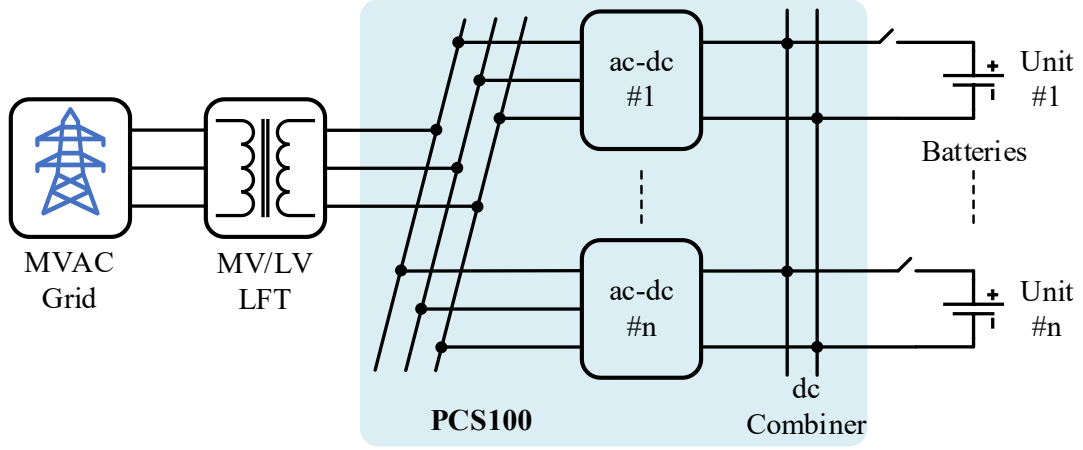 ac-dc
#1
+
Unit
#1
Batteries
MVAC
Grid
MV/LV
LFT
ac-dc
#n
+
Unit
#n
PCS100
dc
Combiner